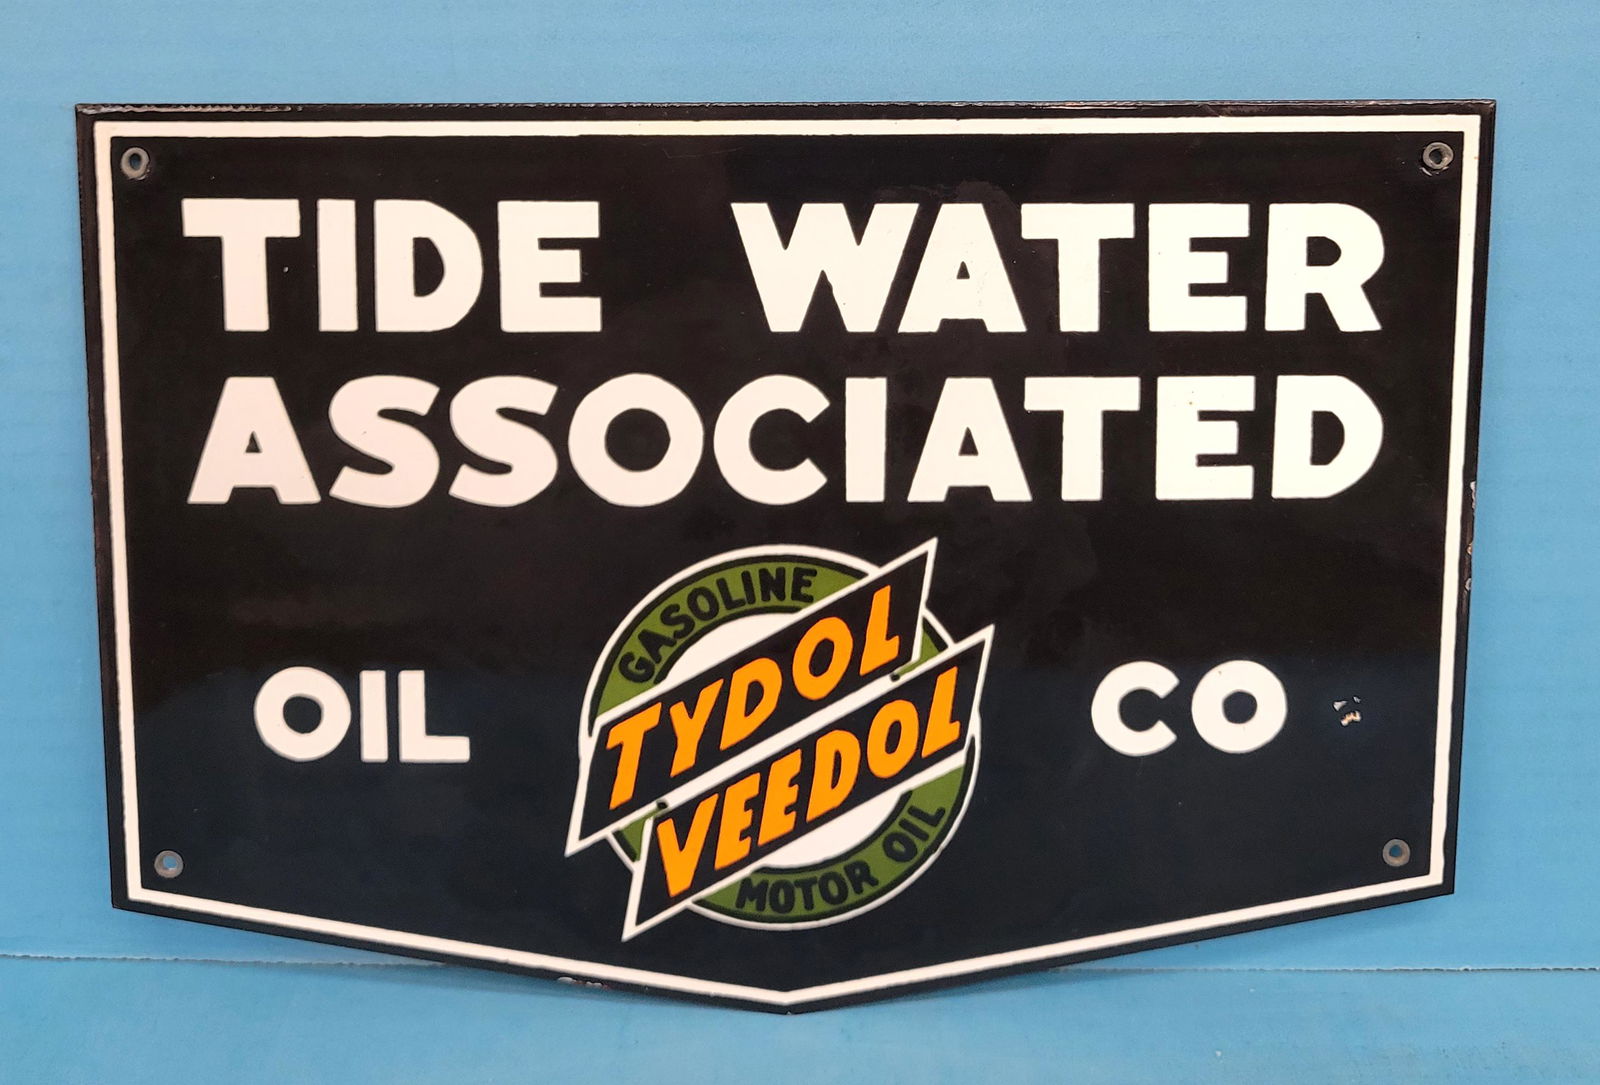 TIDE WATER
ASSOCIATED
OIL CO
GASOLINE
TYDOL
VEEDOL
MOTOR OIL